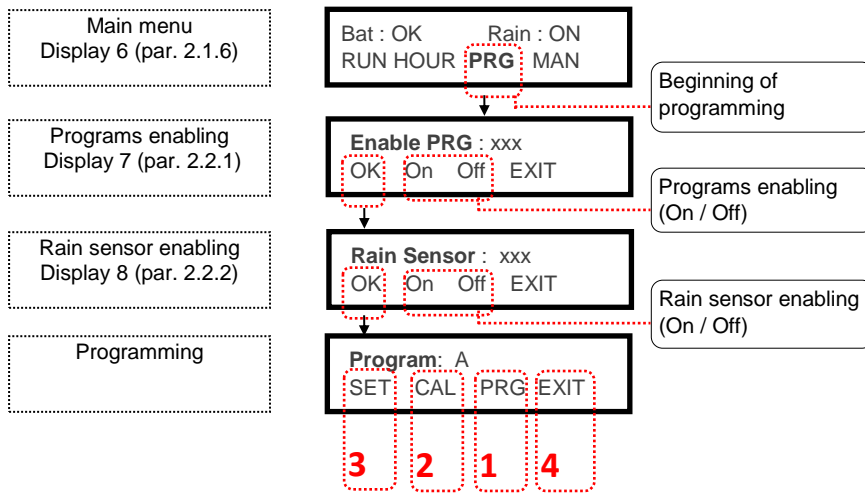 Main menu
Display 6 (par. 2.1.6)
Bat : OK Rain : ON
RUN HOUR PRG MAN
Beginning of
programming
Programs enabling
Display 7 (par. 2.2.1)
Enable PRG : xxx
OK On Off EXIT
Programs enabling
(On / Off)
Rain sensor enabling
Display 8 (par. 2.2.2)
Rain Sensor : xxx
OK On Off EXIT
Rain sensor enabling
(On / Off)
Programming
Program: A
SET CAL PRG EXIT
3 2 1 4